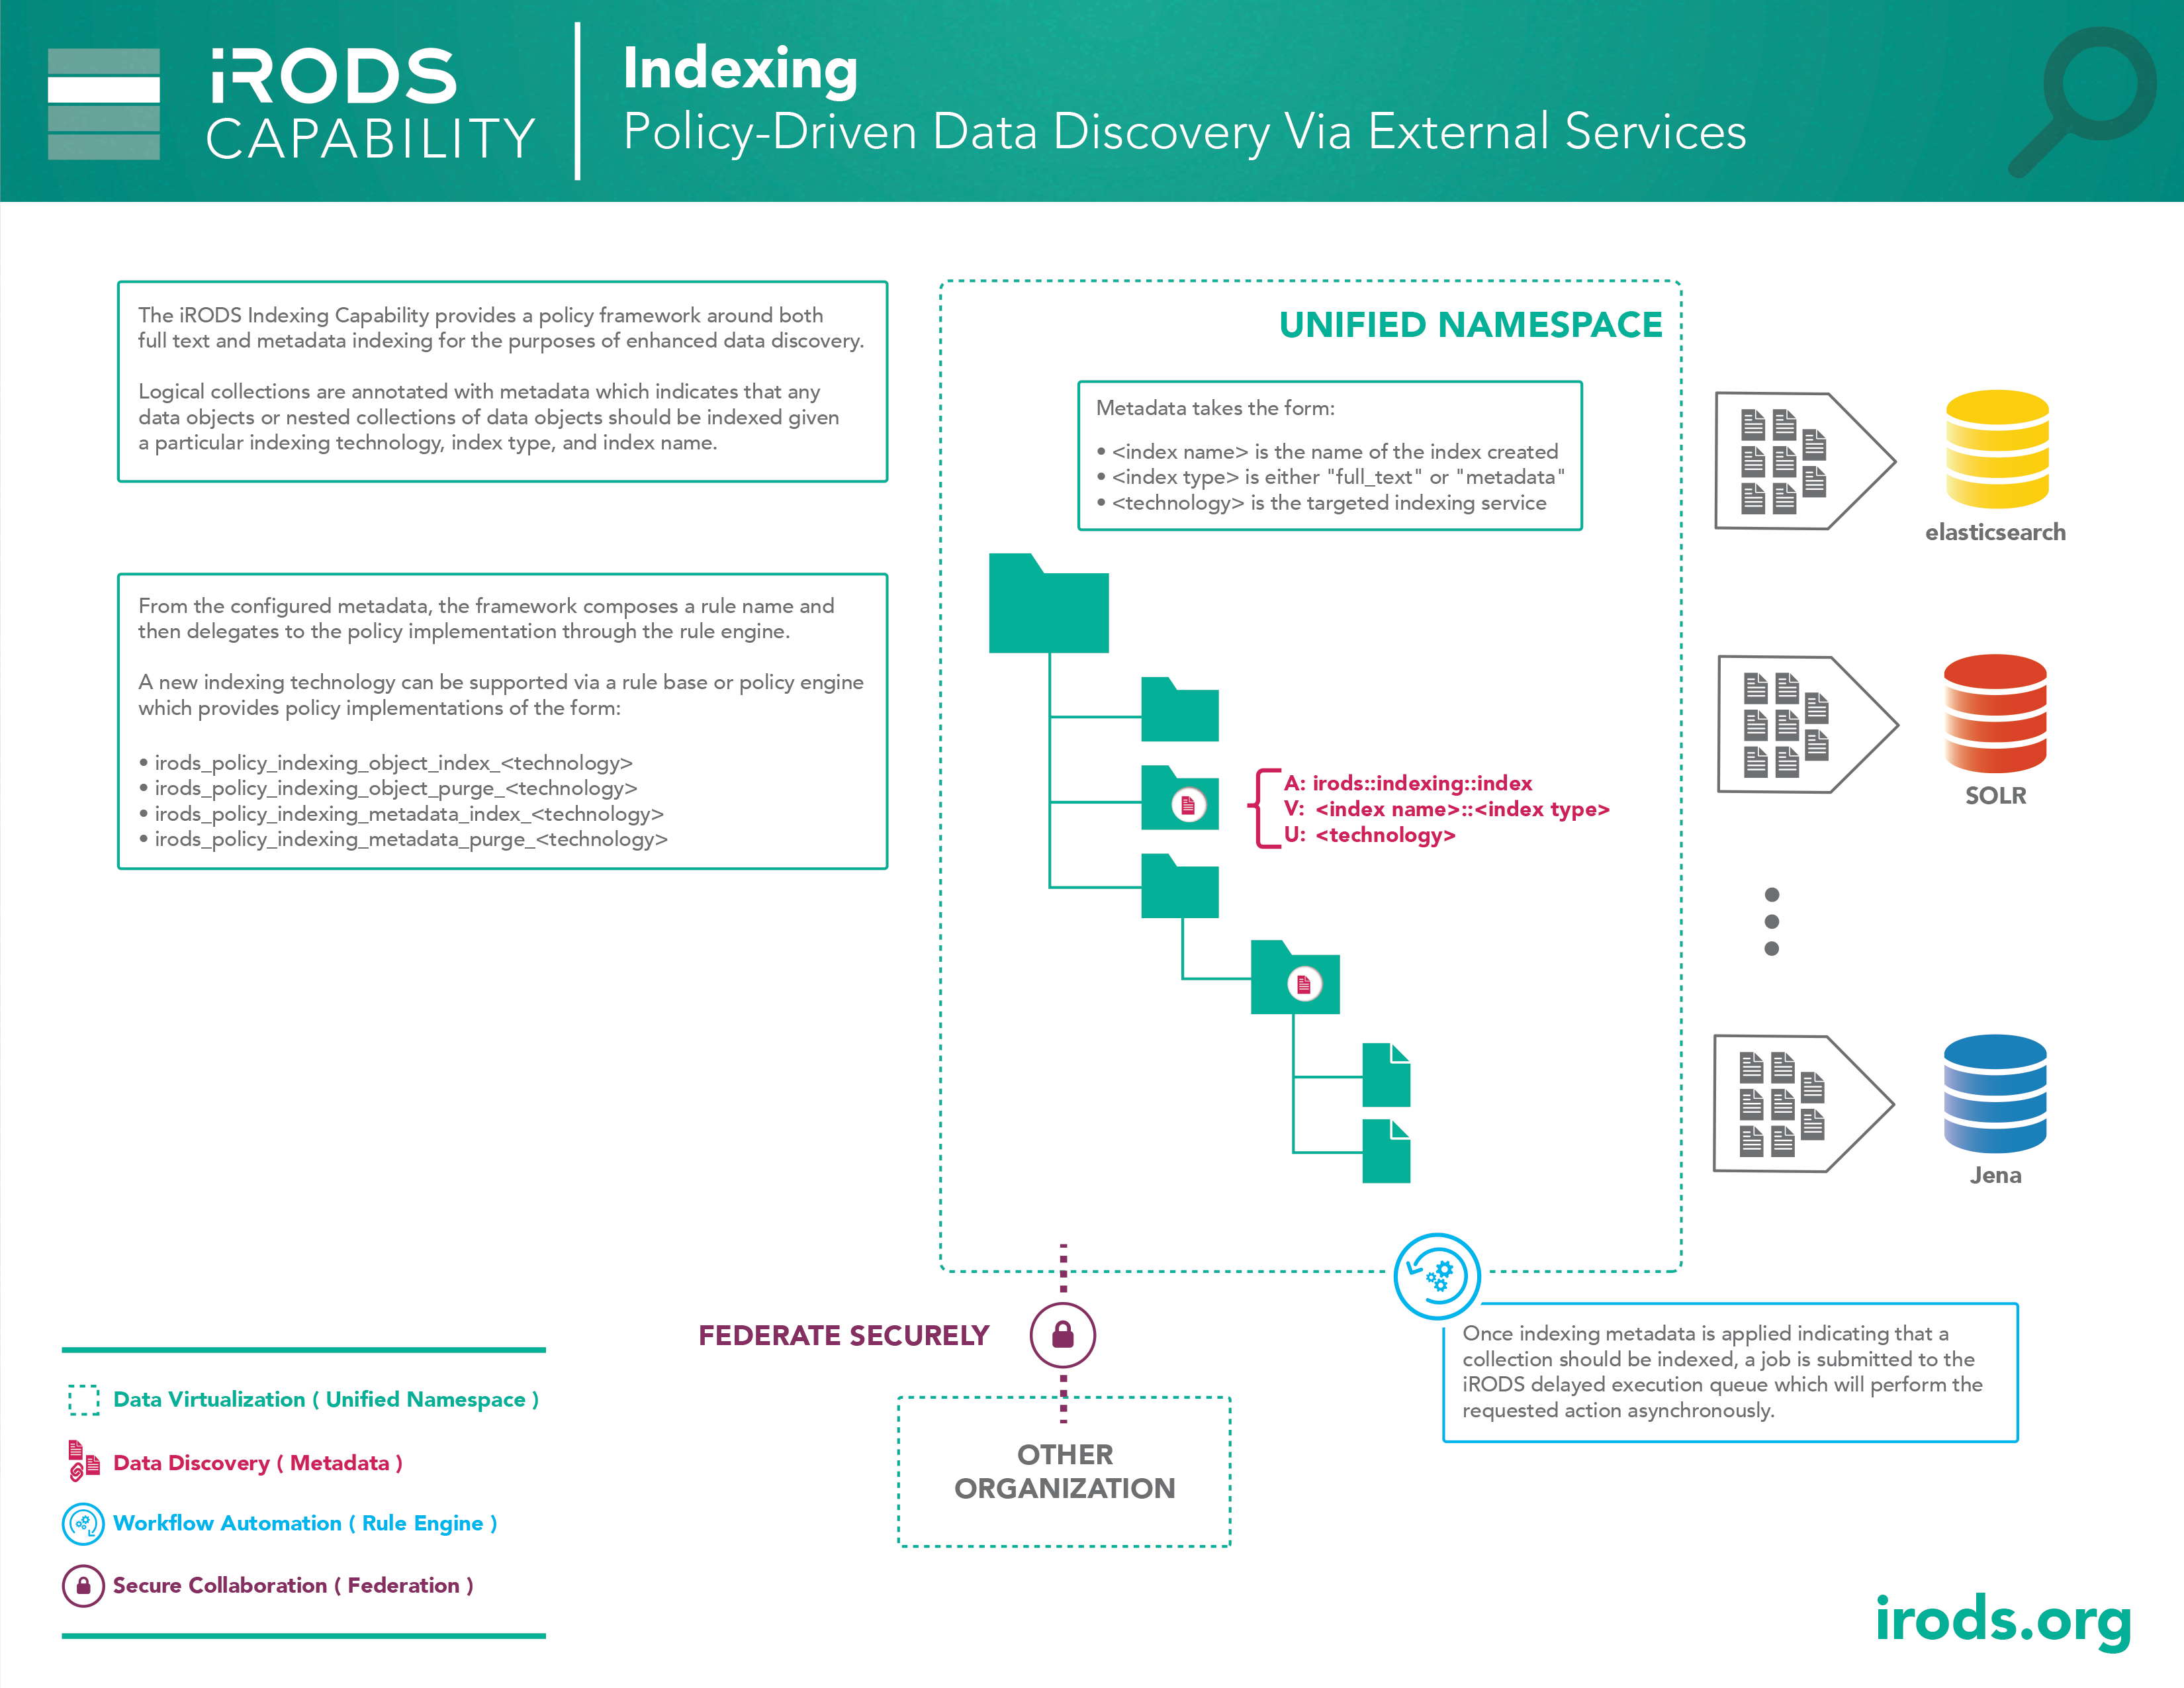 iRODS
CAPABILITY
Indexing
Policy-Driven Data Discovery Via External Services
The iRODS Indexing Capability provides a policy framework around both
full text and metadata indexing for the purposes of enhanced data discovery.
Logical collections are annotated with metadata which indicates that any
data objects or nested collections of data objects should be indexed given
a particular indexing technology, index type, and index name.
From the configured metadata, the framework composes a rule name and
then delegates to the policy implementation through the rule engine.
A new indexing technology can be supported via a rule base or policy engine
which provides policy implementations of the form:
• irods_policy_indexing_object_index_<technology>
• irods_policy_indexing_object_purge_<technology>
• irods_policy_indexing_metadata_index_<technology>
• irods_policy_indexing_metadata_purge_<technology>
UNIFIED NAMESPACE
Metadata takes the form:
• <index name> is the name of the index created
• <index type> is either "full_text" or "metadata"
• <technology> is the targeted indexing service
A: irods::indexing::index
V: <index name>::<index type>
U: <technology>
elasticsearch
SOLR
Jena
FEDERATE SECURELY
OTHER
ORGANIZATION
Once indexing metadata is applied indicating that a
collection should be indexed, a job is submitted to the
iRODS delayed execution queue which will perform the
requested action asynchronously.
Data Virtualization ( Unified Namespace )
Data Discovery ( Metadata )
Workflow Automation ( Rule Engine )
Secure Collaboration ( Federation )
irods.org